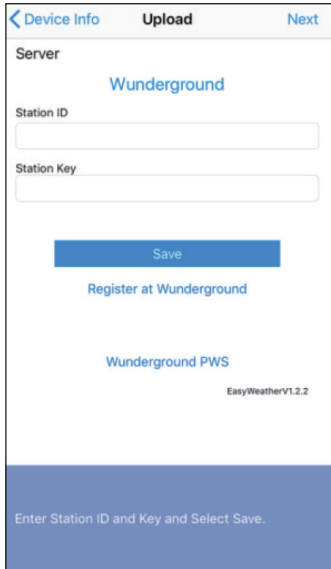 Device Info Upload Next
Server
Wunderground
Station ID
Station Key
Save
Register at Wunderground
Wunderground PWS
EasyWeatherV1.2.2
Enter Station ID and Key and Select Save.